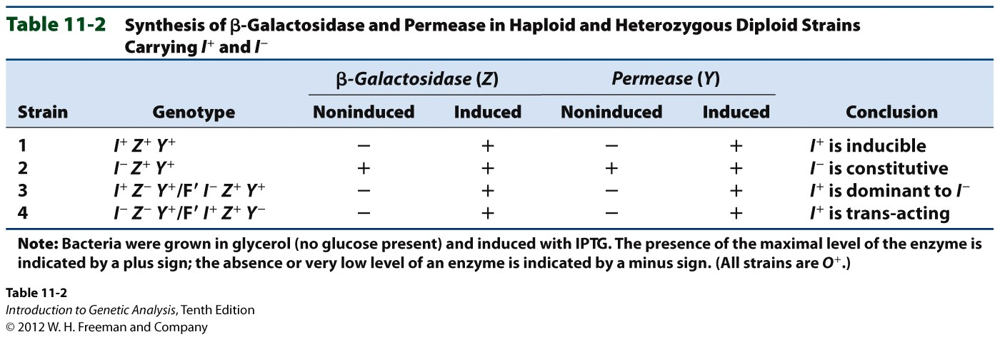 Table 11-2 Synthesis of β-Galactosidase and Permease in Haploid and Heterozygous Diploid Strains
Carrying I⁺ and I⁻
β-Galactosidase (Z) Permease (Y)
Strain Genotype Noninduced Induced Noninduced Induced Conclusion
1 I⁺ Z⁺ Y⁺ − + − + I⁺ is inducible
2 I⁻ Z⁺ Y⁺ + + + + I⁻ is constitutive
3 I⁺ Z⁻ Y⁺/F′ I⁻ Z⁺ Y⁺ − + − + I⁺ is dominant to I⁻
4 I⁻ Z⁻ Y⁺/F′ I⁺ Z⁺ Y⁻ − + − + I⁺ is trans-acting
Note: Bacteria were grown in glycerol (no glucose present) and induced with IPTG. The presence of the maximal level of the enzyme is
indicated by a plus sign; the absence or very low level of an enzyme is indicated by a minus sign. (All strains are O⁺.)
Table 11-2
Introduction to Genetic Analysis, Tenth Edition
© 2012 W. H. Freeman and Company